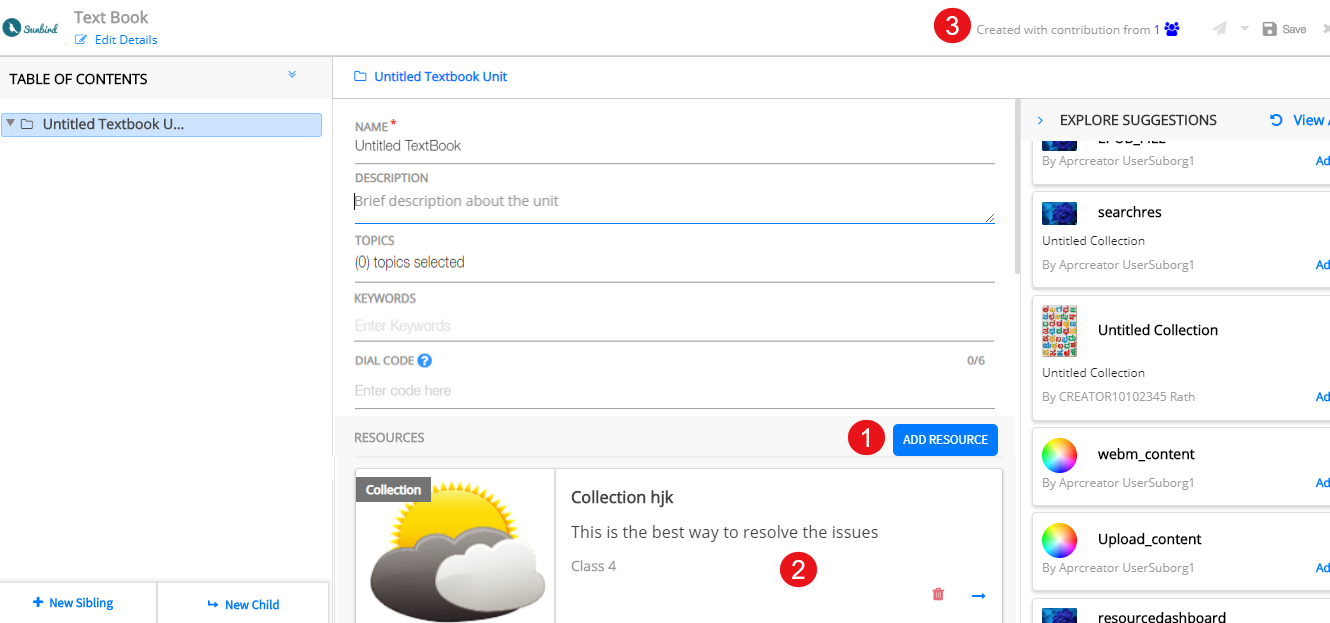 Sunbird
Text Book
Edit Details
3
Created with contribution from 1
Save
TABLE OF CONTENTS
Untitled Textbook U...
New Sibling
New Child
Untitled Textbook Unit
NAME *
Untitled TextBook
DESCRIPTION
Brief description about the unit
TOPICS
(0) topics selected
KEYWORDS
Enter Keywords
DIAL CODE ?
0/6
Enter code here
RESOURCES
1
ADD RESOURCE
Collection
Collection hjk
This is the best way to resolve the issues
Class 4
2
EXPLORE SUGGESTIONS
View
By Aprcreator UserSuborg1
Ad
searchres
Untitled Collection
By Aprcreator UserSuborg1
Ad
Untitled Collection
Untitled Collection
By CREATOR10102345 Rath
Ad
webm_content
By Aprcreator UserSuborg1
Ad
Upload_content
By Aprcreator UserSuborg1
Ad
resourcedashboard